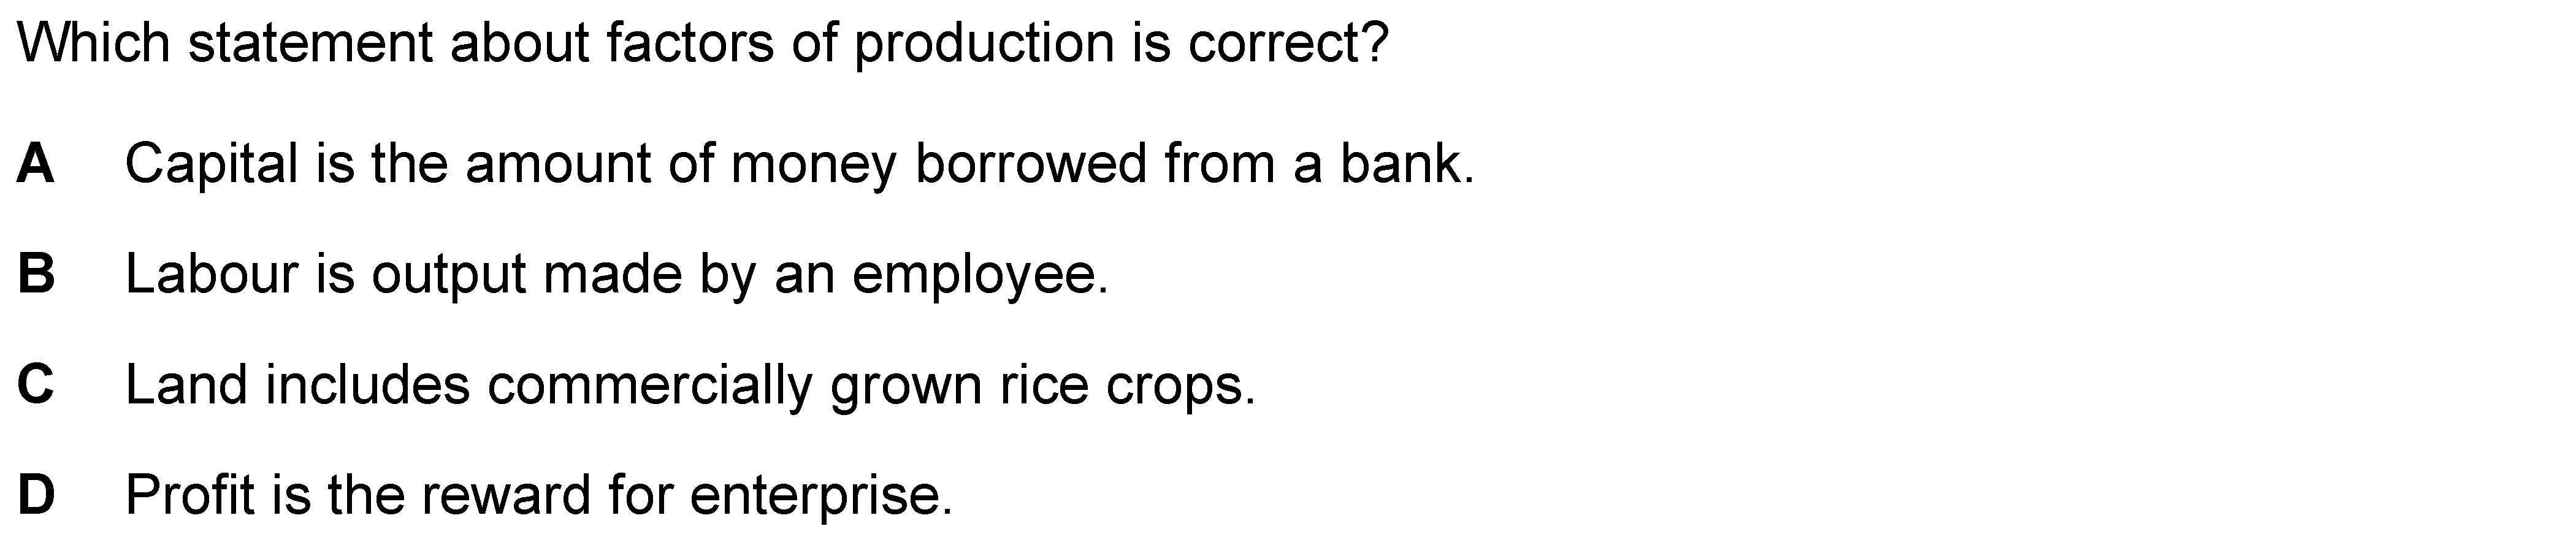 Which statement about factors of production is correct?
A Capital is the amount of money borrowed from a bank.
B Labour is output made by an employee.
C Land includes commercially grown rice crops.
D Profit is the reward for enterprise.